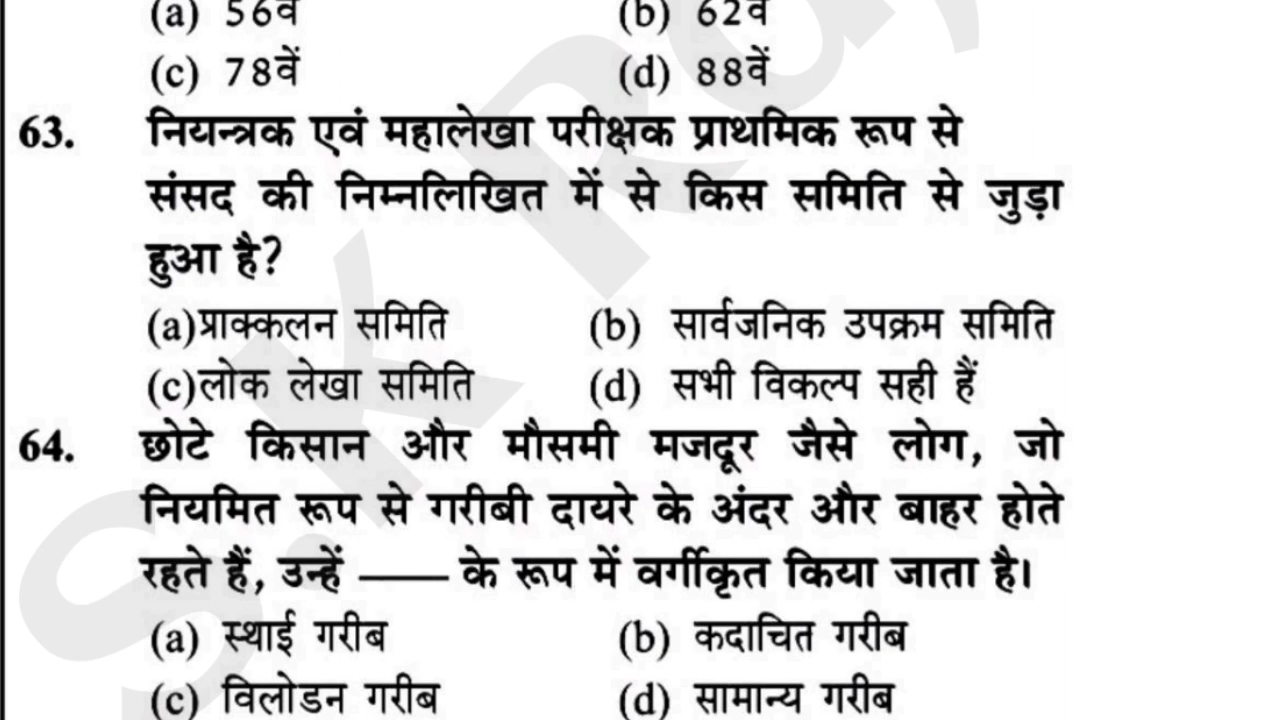 (a) 56वें (b) 62वें
(c) 78वें (d) 88वें
63. नियन्त्रक एवं महालेखा परीक्षक प्राथमिक रूप से
संसद की निम्नलिखित में से किस समिति से जुड़ा
हुआ है?
(a)प्राक्कलन समिति (b) सार्वजनिक उपक्रम समिति
(c)लोक लेखा समिति (d) सभी विकल्प सही हैं
64. छोटे किसान और मौसमी मजदूर जैसे लोग, जो
नियमित रूप से गरीबी दायरे के अंदर और बाहर होते
रहते हैं, उन्हें —— के रूप में वर्गीकृत किया जाता है।
(a) स्थाई गरीब (b) कदाचित गरीब
(c) विलोडन गरीब (d) सामान्य गरीब